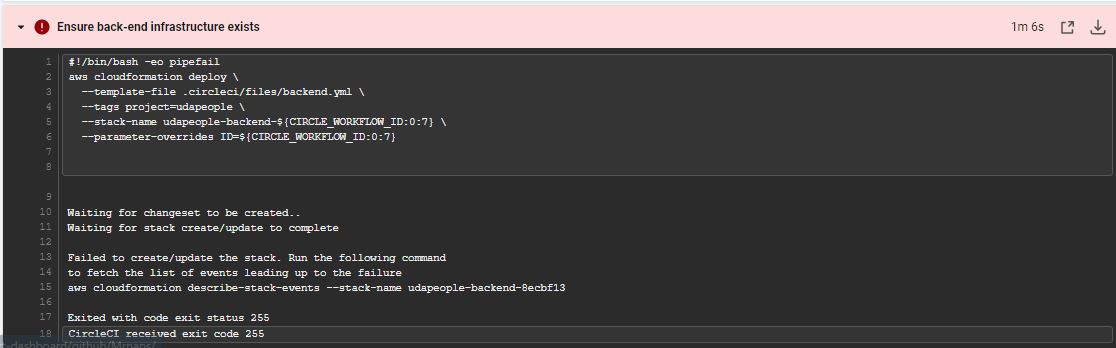 Ensure back-end infrastructure exists 1m 6s
1 #!/bin/bash -eo pipefail
2 aws cloudformation deploy \
3 --template-file .circleci/files/backend.yml \
4 --tags project=udapeople \
5 --stack-name udapeople-backend-${CIRCLE_WORKFLOW_ID:0:7} \
6 --parameter-overrides ID=${CIRCLE_WORKFLOW_ID:0:7}
7
8
9
10 Waiting for changeset to be created..
11 Waiting for stack create/update to complete
12
13 Failed to create/update the stack. Run the following command
14 to fetch the list of events leading up to the failure
15 aws cloudformation describe-stack-events --stack-name udapeople-backend-8ecbf13
16
17 Exited with code exit status 255
18 CircleCI received exit code 255